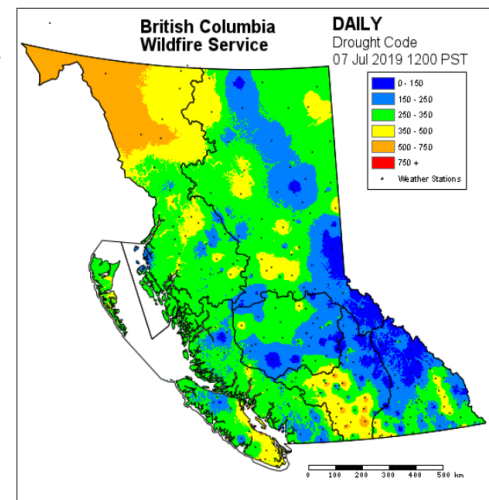 British Columbia
Wildfire Service
DAILY
Drought Code
07 Jul 2019 1200 PST
0 - 150
150 - 250
250 - 350
350 - 500
500 - 750
750 +
Weather Stations
0 100 200 300 400 500 km